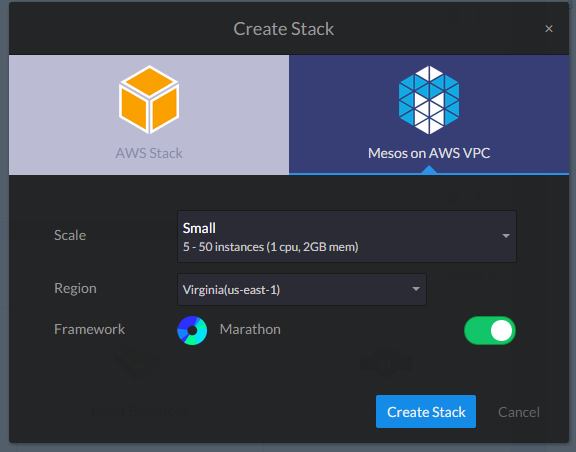 Create Stack
×
AWS Stack
Mesos on AWS VPC
Scale
Small
5 - 50 instances (1 cpu, 2GB mem)
Region
Virginia(us-east-1)
Framework
Marathon
Create Stack
Cancel